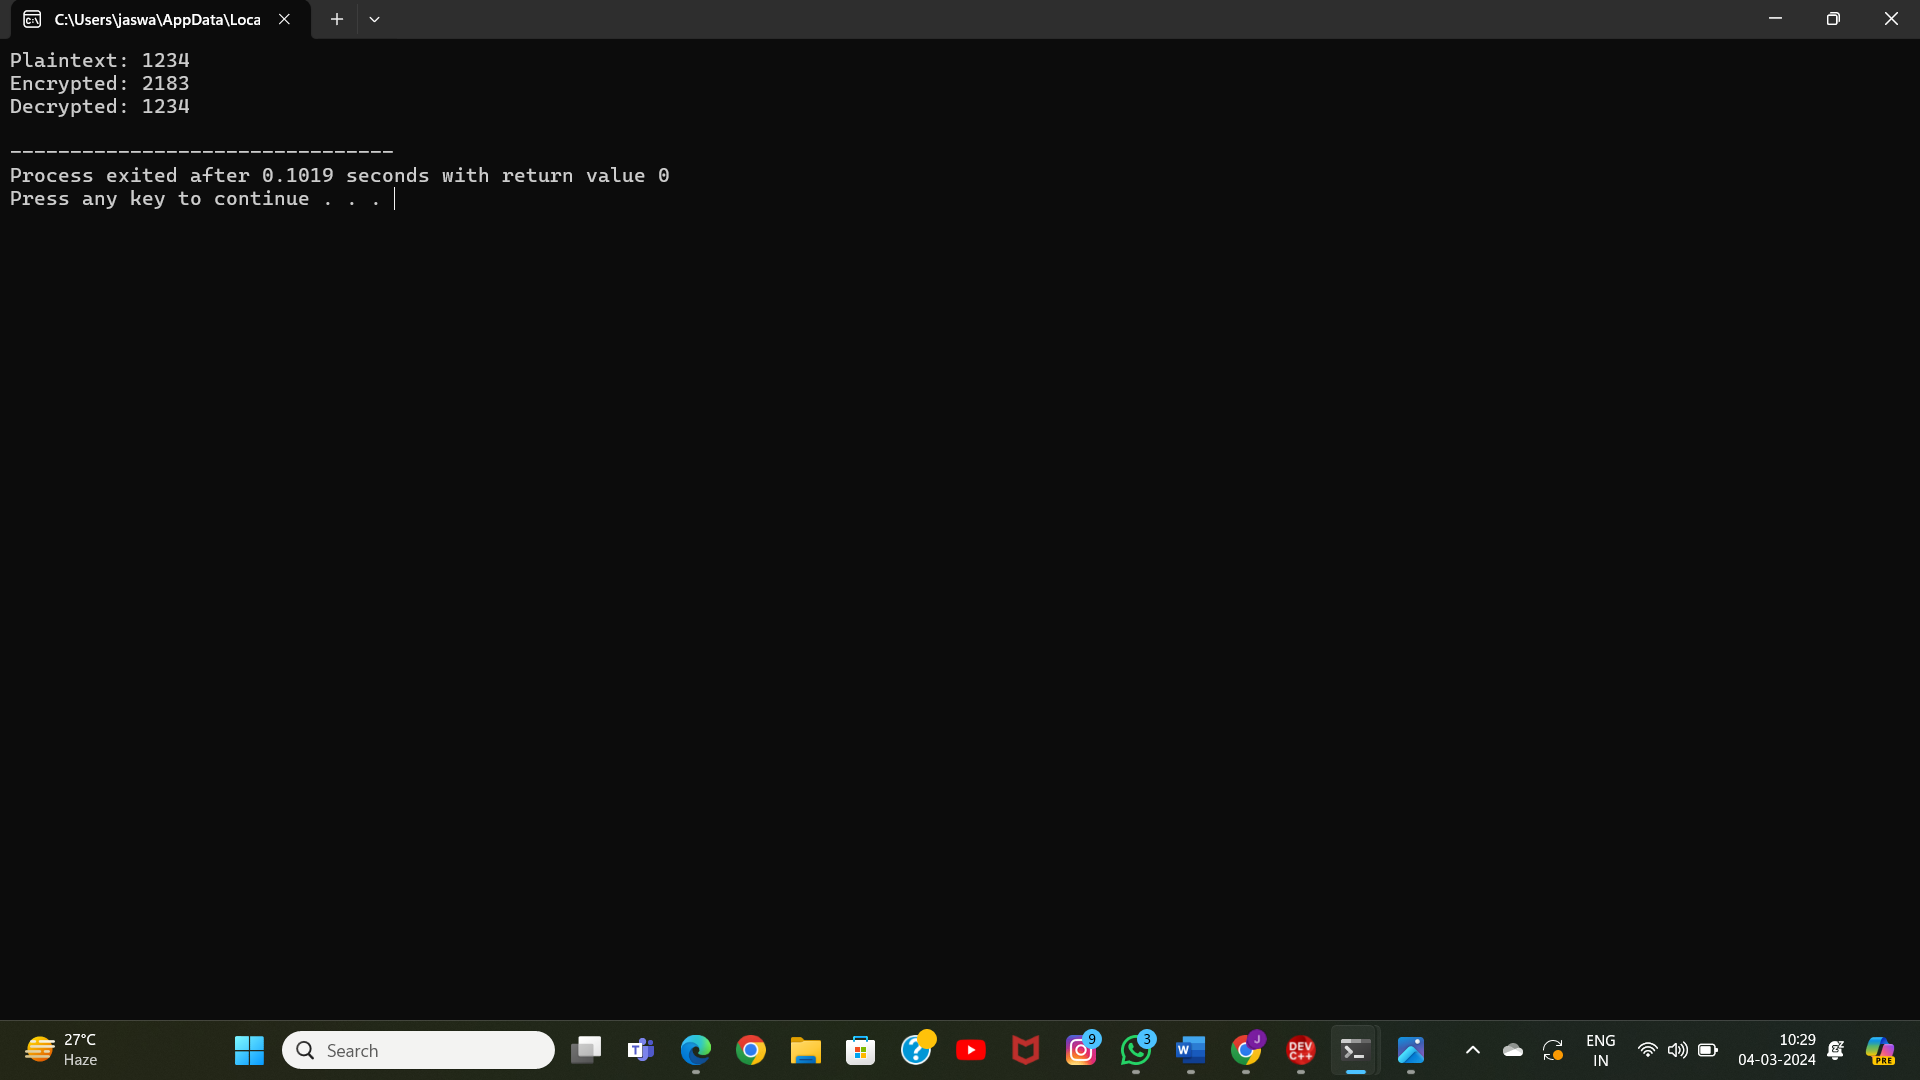 C:\Users\jaswa\AppData\Loca
Plaintext: 1234
Encrypted: 2183
Decrypted: 1234
--------------------------------
Process exited after 0.1019 seconds with return value 0
Press any key to continue . . .
27°C
Haze
Search
T
9
3
W
J
DEV
C++
ENG
IN
10:29
04-03-2024
PRE